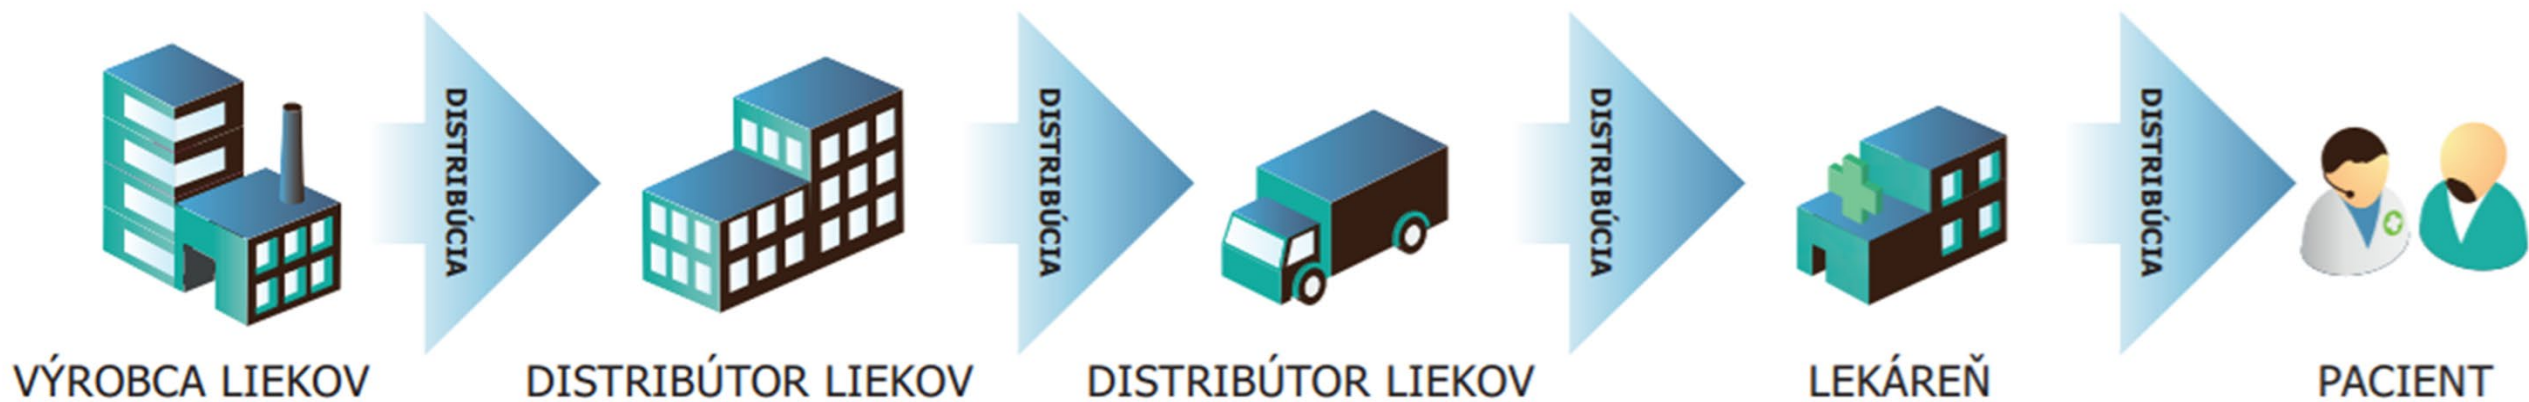 DISTRIBÚCIA
DISTRIBÚCIA
DISTRIBÚCIA
DISTRIBÚCIA
VÝROBCA LIEKOV
DISTRIBÚTOR LIEKOV
DISTRIBÚTOR LIEKOV
LEKÁREŇ
PACIENT